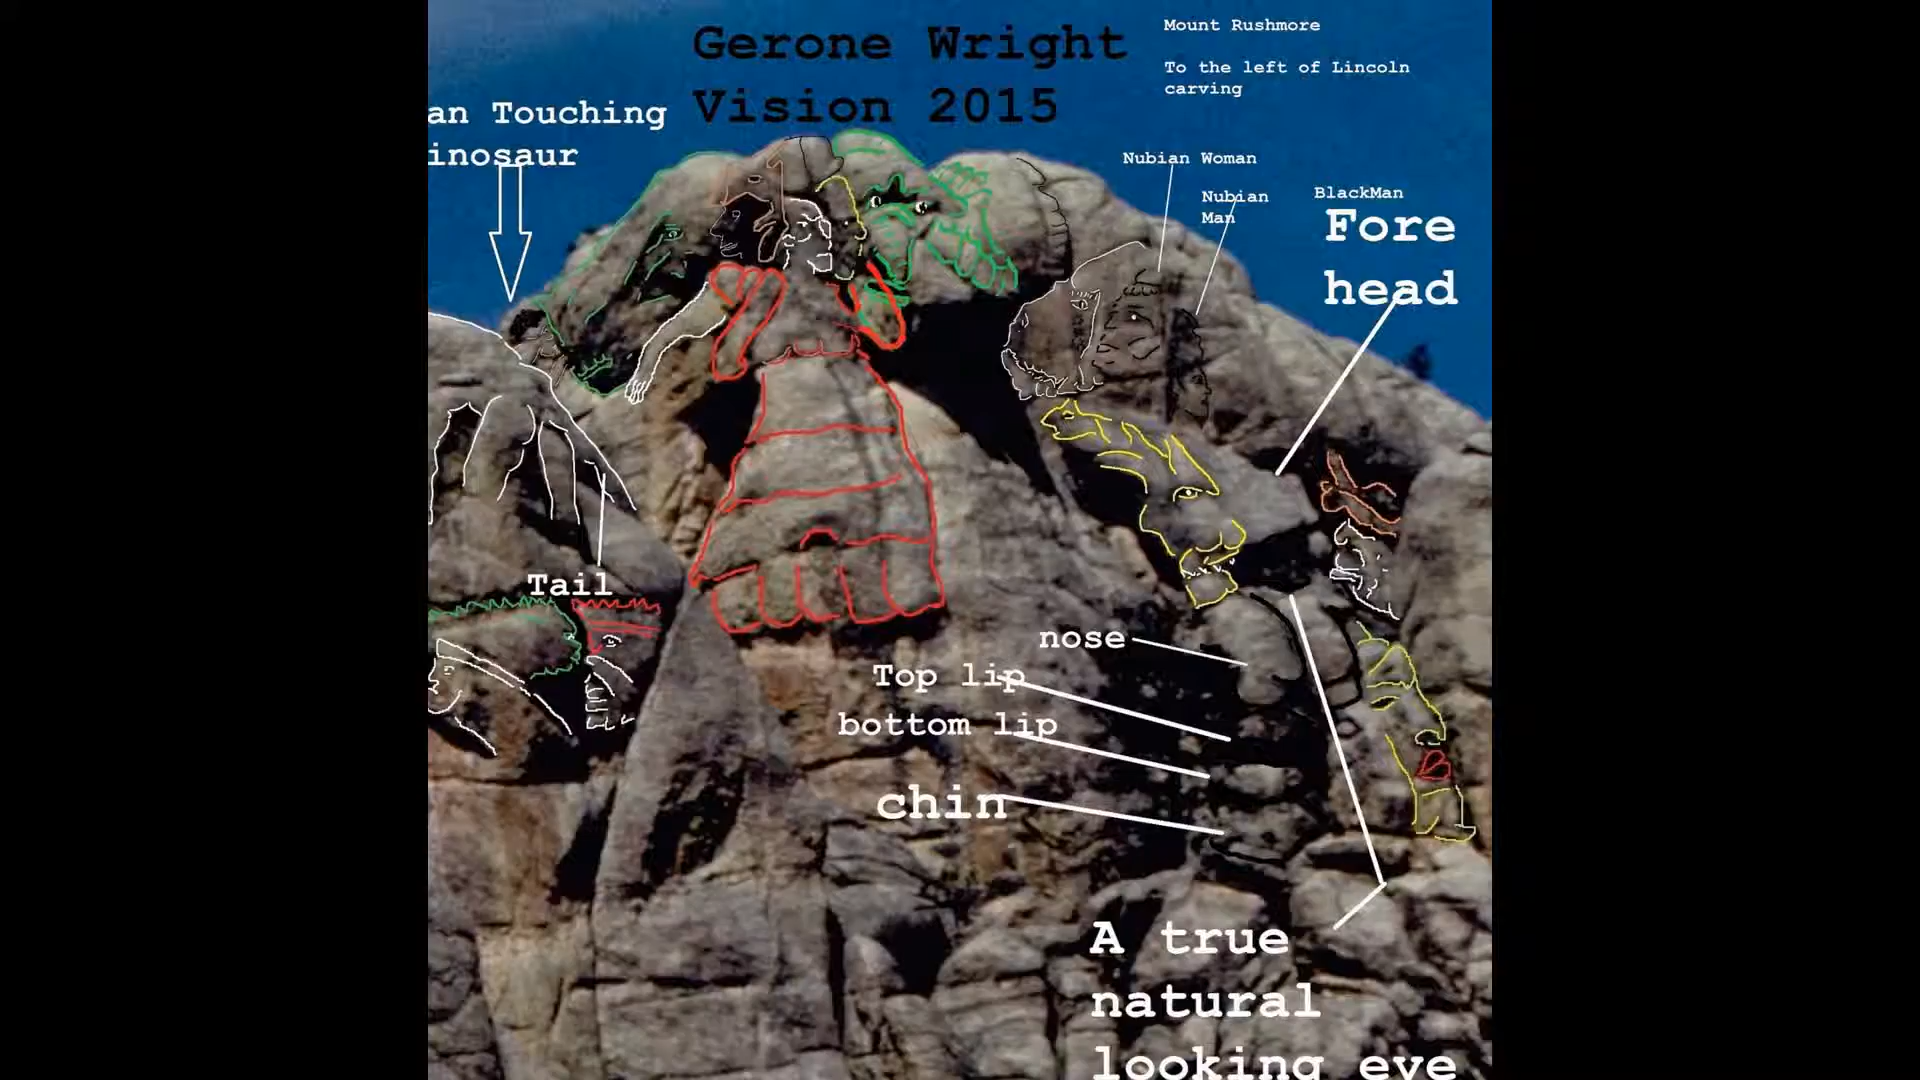 Gerone Wright
Vision 2015
Mount Rushmore
To the left of Lincoln
carving
an Touching
inosaur
Nubian Woman
Nubian
Man
BlackMan
Fore
head
Tail
nose
Top lip
bottom lip
chin
A true
natural
looking eye